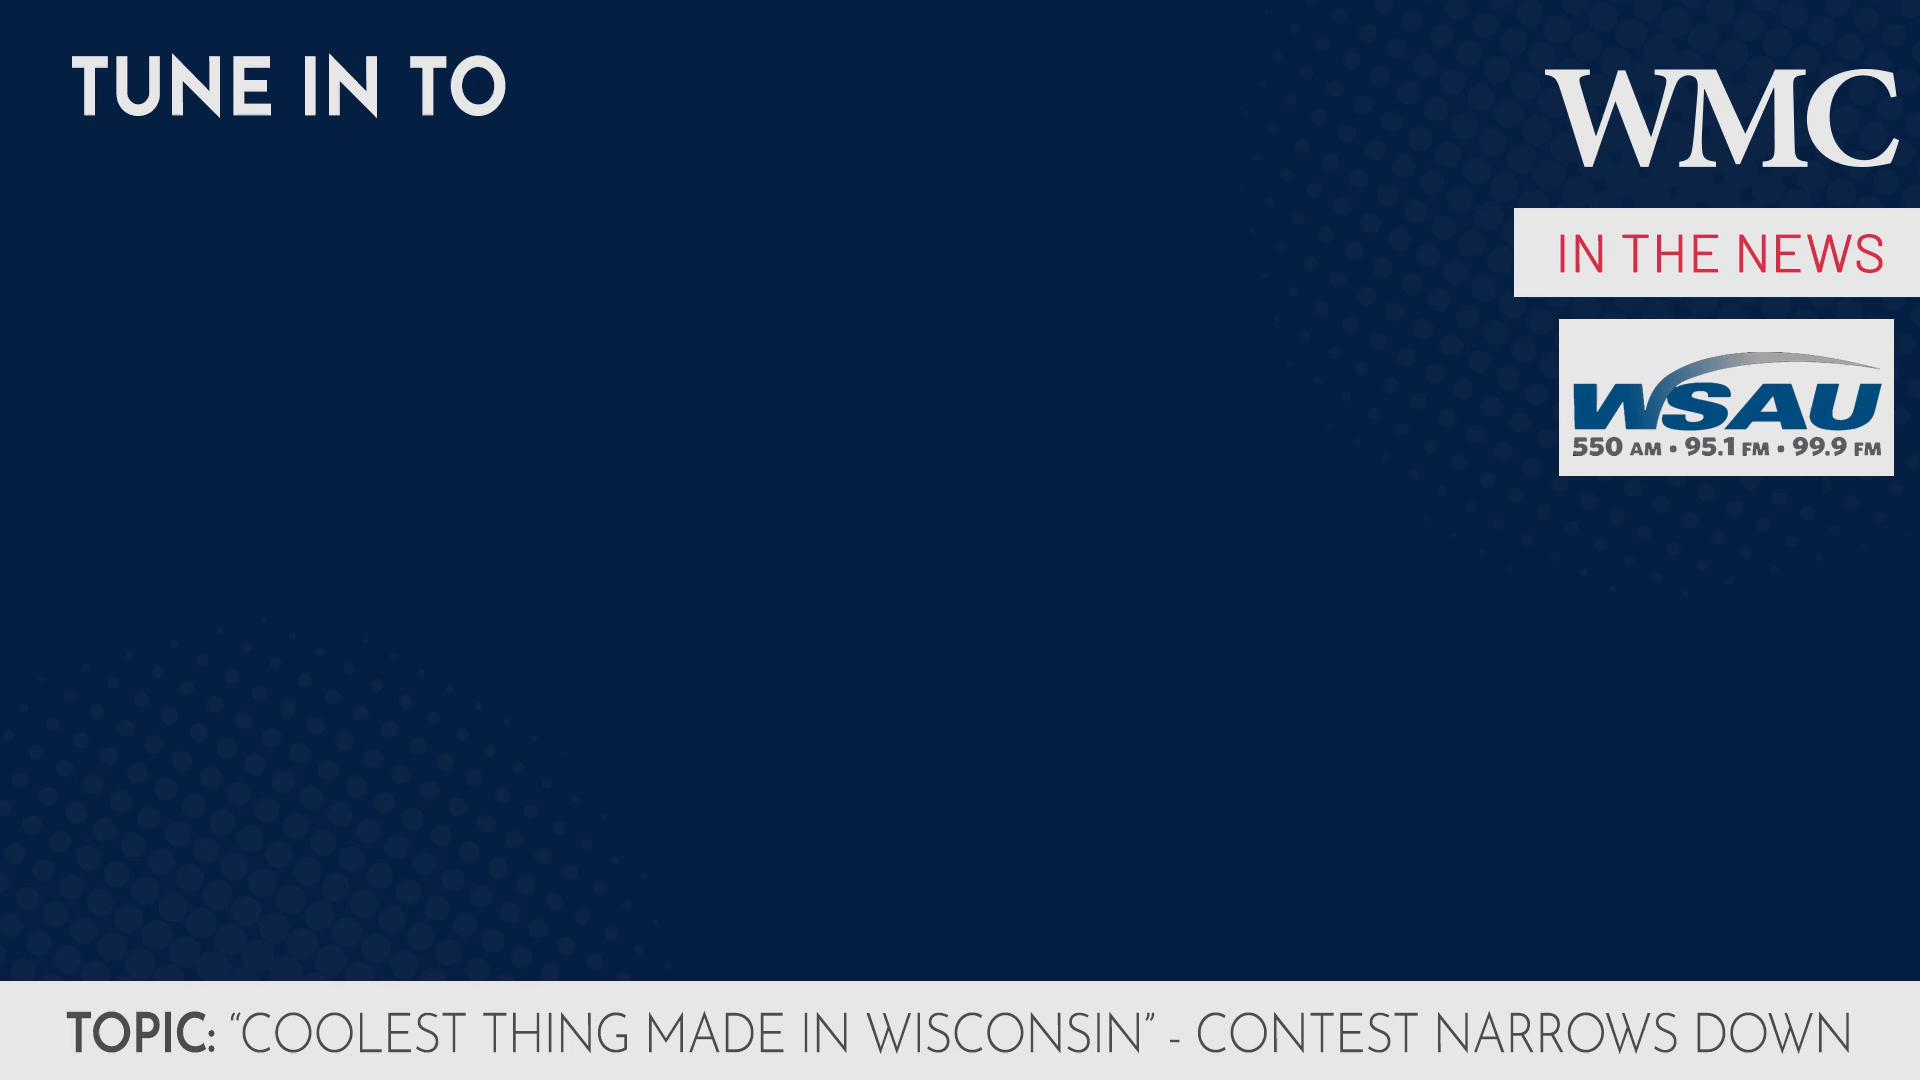 TUNE IN TO
WMC
IN THE NEWS
WSAU
550 AM • 95.1 FM • 99.9 FM
TOPIC: “COOLEST THING MADE IN WISCONSIN” - CONTEST NARROWS DOWN